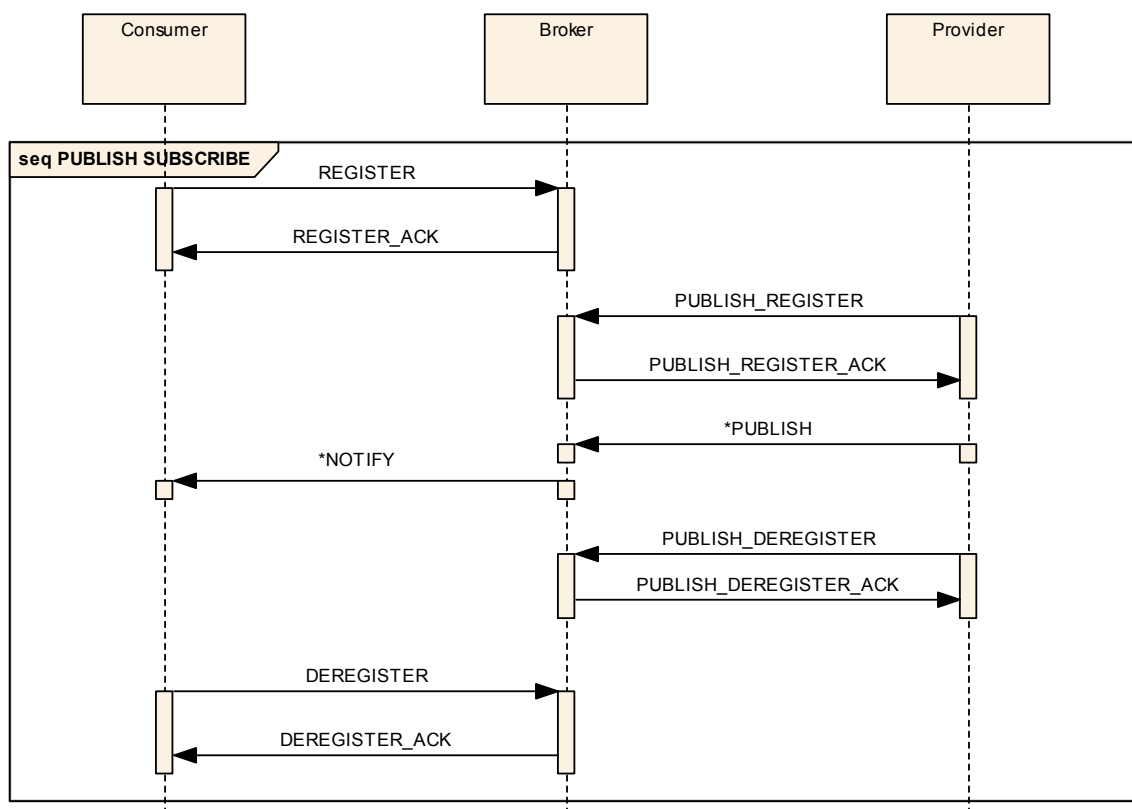 Consumer
Broker
Provider
seq PUBLISH SUBSCRIBE
REGISTER
REGISTER_ACK
PUBLISH_REGISTER
PUBLISH_REGISTER_ACK
*PUBLISH
*NOTIFY
PUBLISH_DEREGISTER
PUBLISH_DEREGISTER_ACK
DEREGISTER
DEREGISTER_ACK